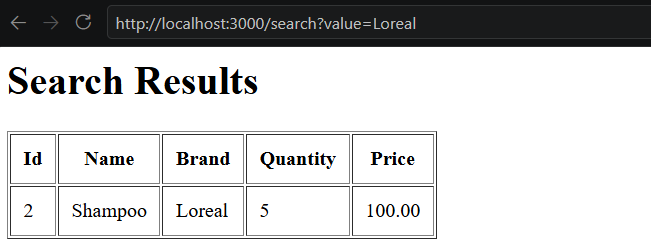 http://localhost:3000/search?value=Loreal
Search Results
Id Name Brand Quantity Price
2 Shampoo Loreal 5 100.00